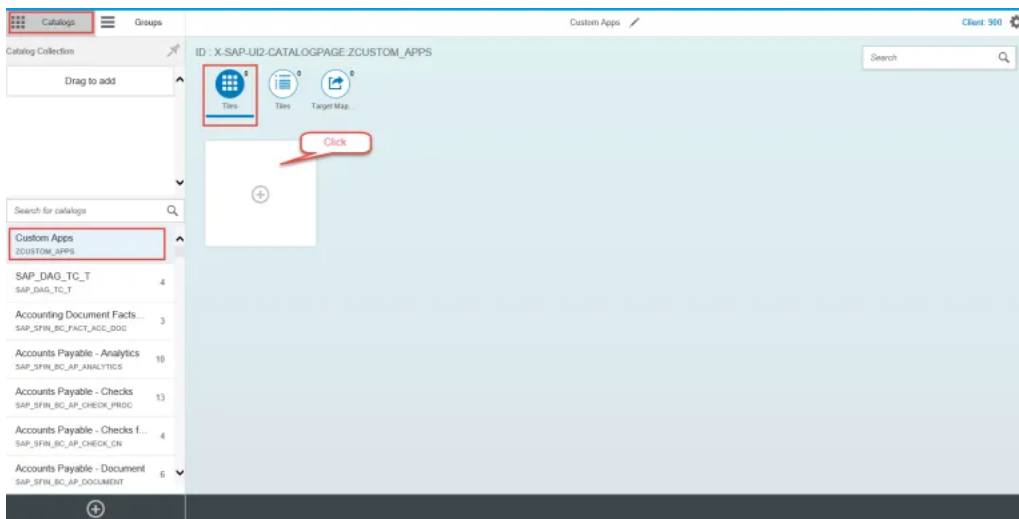 Catalogs
Groups
Custom Apps
Client: 900
Catalog Collection
Drag to add
ID : X-SAP-UI2-CATALOGPAGE:ZCUSTOM_APPS
Search
0
Tiles
0
Tiles
0
Target Map...
Click
Search for catalogs
Custom Apps
ZCUSTOM_APPS
SAP_DAG_TC_T
SAP_DAG_TC_T
4
Accounting Document Facts...
SAP_SFIN_BC_FACT_ACC_DOC
3
Accounts Payable - Analytics
SAP_SFIN_BC_AP_ANALYTICS
10
Accounts Payable - Checks
SAP_SFIN_BC_AP_CHECK_PROC
13
Accounts Payable - Checks f...
SAP_SFIN_BC_AP_CHECK_CN
4
Accounts Payable - Document
SAP_SFIN_BC_AP_DOCUMENT
6